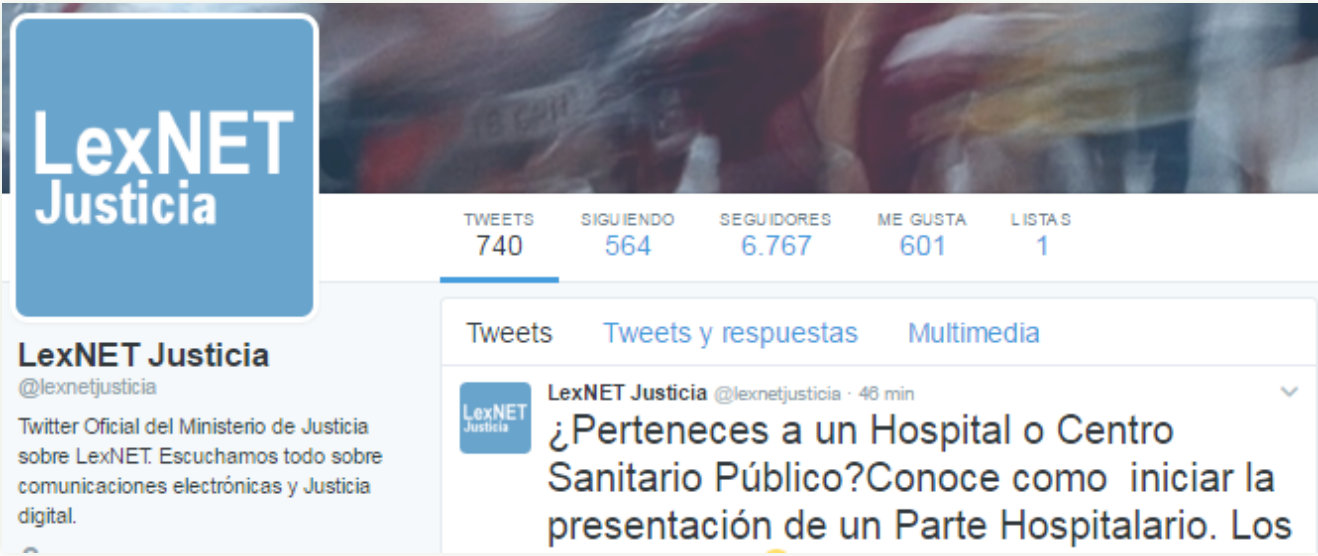 LexNET
Justicia
TWEETS SIGUIENDO SEGUIDORES ME GUSTA LISTAS
740 564 6.767 601 1
Tweets Tweets y respuestas Multimedia
LexNET Justicia
@lexnetjusticia
Twitter Oficial del Ministerio de Justicia
sobre LexNET. Escuchamos todo sobre
comunicaciones electrónicas y Justicia
digital.
LexNET
Justicia
LexNET Justicia @lexnetjusticia · 46 min
¿Perteneces a un Hospital o Centro
Sanitario Público?Conoce como iniciar la
presentación de un Parte Hospitalario. Los